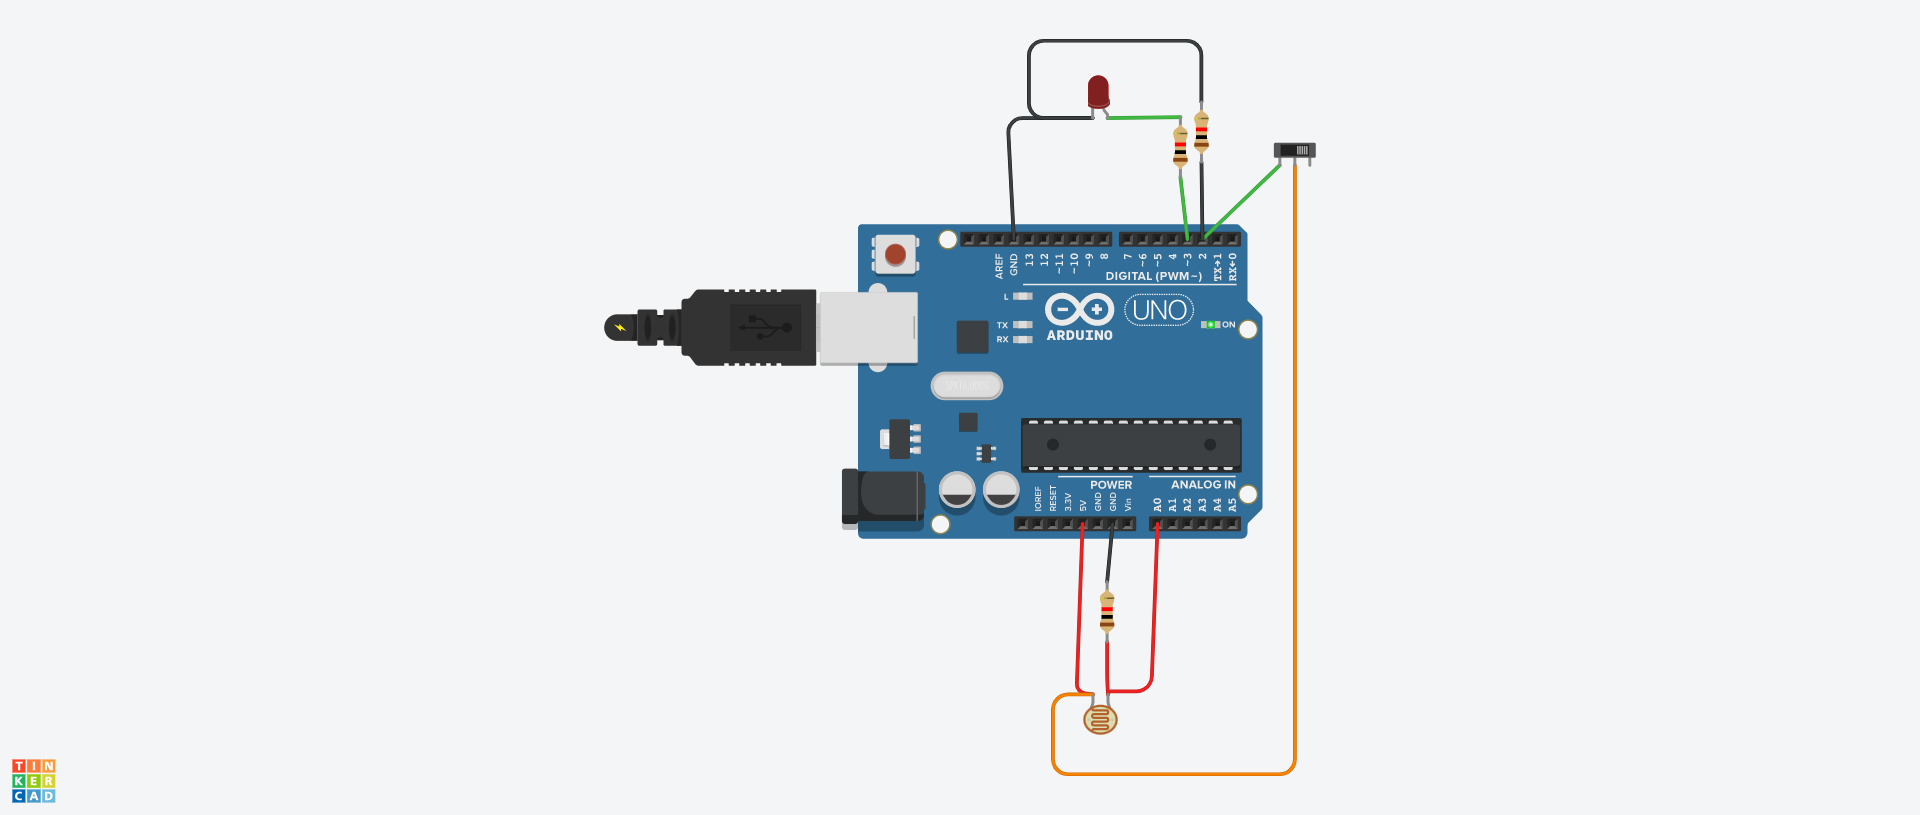 AREF
GND
13
12
~11
~10
~9
8
7
~6
~5
4
~3
2
TX→1
RX←0
DIGITAL (PWM~)
L
TX
RX
ARDUINO
UNO
ON
POWER
ANALOG IN
IOREF
RESET
3.3V
5V
GND
GND
Vin
A0
A1
A2
A3
A4
A5
TIN
KER
CAD